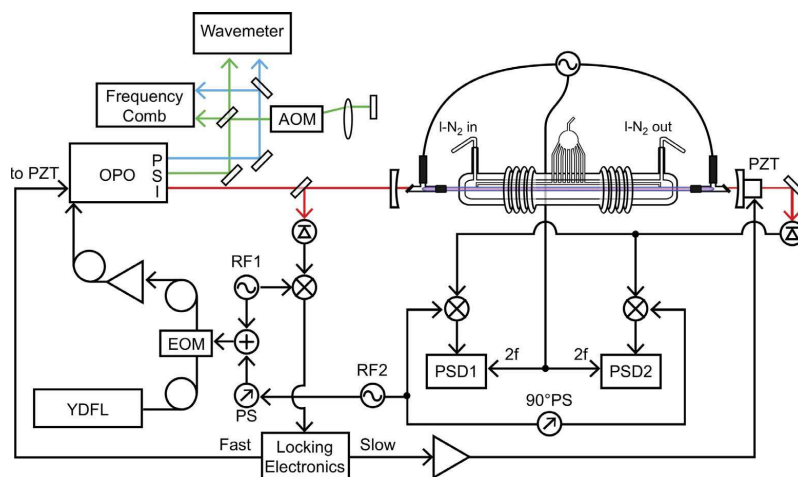 Wavemeter
Frequency
Comb
AOM
I-N₂ in
I-N₂ out
to PZT
OPO
P
S
I
PZT
RF1
EOM
RF2
PSD1
2f
2f
PSD2
YDFL
PS
90°PS
Fast
Locking
Electronics
Slow